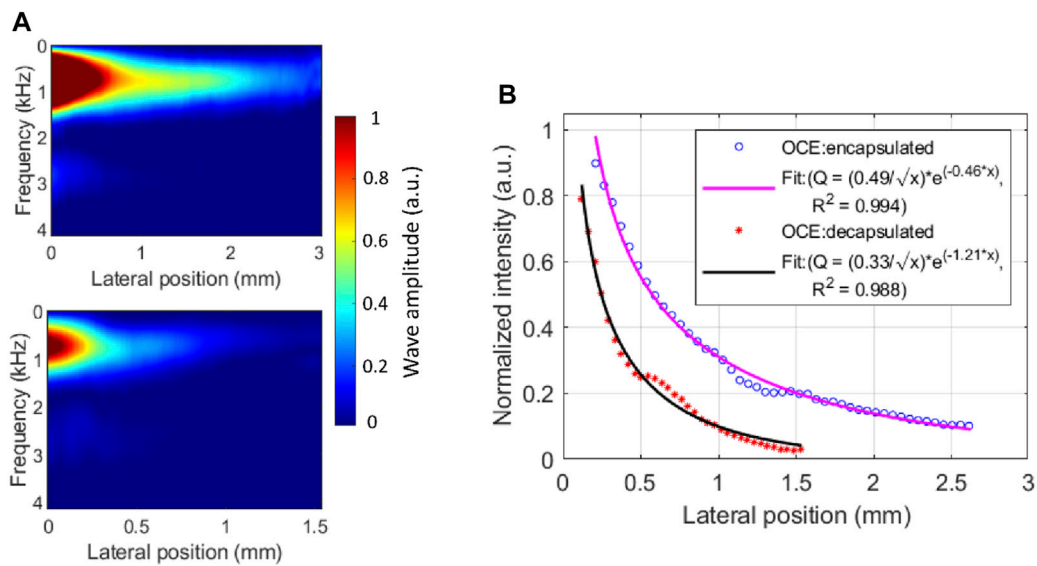 A
0
1
2
3
4
Frequency (kHz)
0
1
2
3
Lateral position (mm)
0
1
2
3
4
Frequency (kHz)
0
0.5
1
1.5
Lateral position (mm)
1
0.8
0.6
0.4
0.2
0
Wave amplitude (a.u.)
B
OCE:encapsulated
Fit:(Q = (0.49/√x)*e^(-0.46*x),
R² = 0.994)
OCE:decapsulated
Fit:(Q = (0.33/√x)*e^(-1.21*x),
R² = 0.988)
1
0.8
0.6
0.4
0.2
0
Normalized intensity (a.u.)
0
0.5
1
1.5
2
2.5
3
Lateral position (mm)